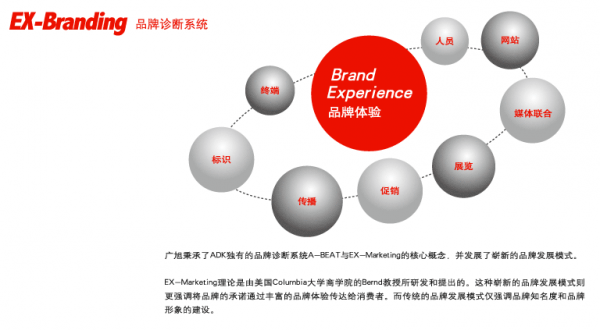 EX-Branding 品牌诊断系统
人员
网站
Brand
Experience
品牌体验
终端
媒体联合
标识
展览
促销
传播
广旭秉承了ADK独有的品牌诊断系统A-BEAT与EX-Marketing的核心概念，并发展了崭新的品牌发展模式。
EX-Marketing理论是由美国Columbia大学商学院的Bernd教授所研发和提出的。这种崭新的品牌发展模式则
更强调将品牌的承诺通过丰富的品牌体验传达给消费者。而传统的品牌发展模式仅强调品牌知名度和品牌
形象的建设。